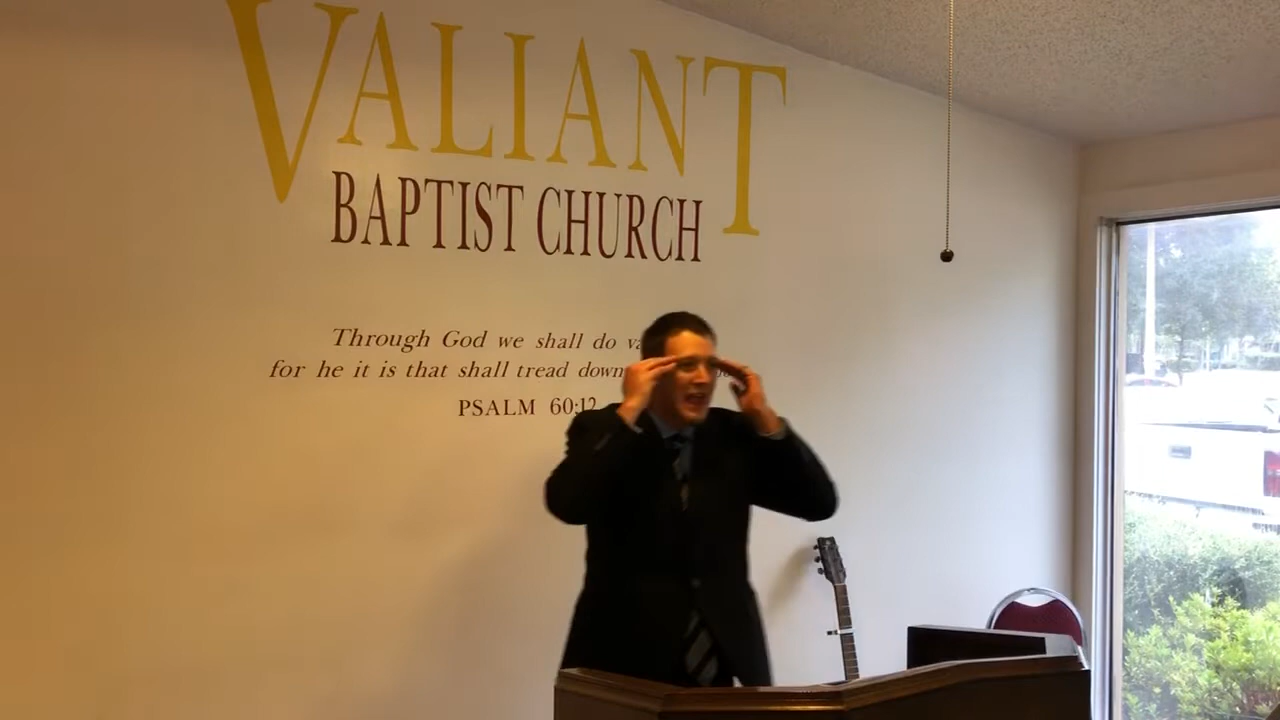 VALIANT
BAPTIST CHURCH
Through God we shall do
for he it is that shall tread down
PSALM 60:12